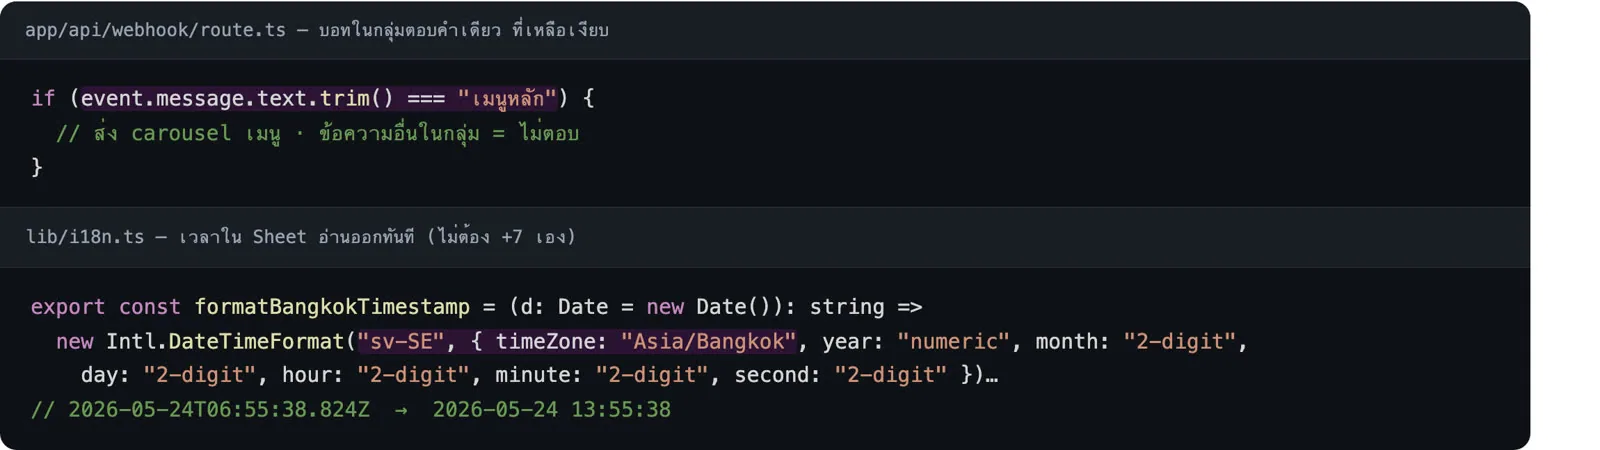 app/api/webhook/route.ts — บอทในกลุ่มตอบคำเดียว ที่เหลือเงียบ
if (event.message.text.trim() === "เมนูหลัก") {
  // ส่ง carousel เมนู · ข้อความอื่นในกลุ่ม = ไม่ตอบ
}
lib/i18n.ts — เวลาใน Sheet อ่านออกทันที (ไม่ต้อง +7 เอง)
export const formatBangkokTimestamp = (d: Date = new Date()): string =>
  new Intl.DateTimeFormat("sv-SE", { timeZone: "Asia/Bangkok", year: "numeric", month: "2-digit",
    day: "2-digit", hour: "2-digit", minute: "2-digit", second: "2-digit" })…
// 2026-05-24T06:55:38.824Z → 2026-05-24 13:55:38